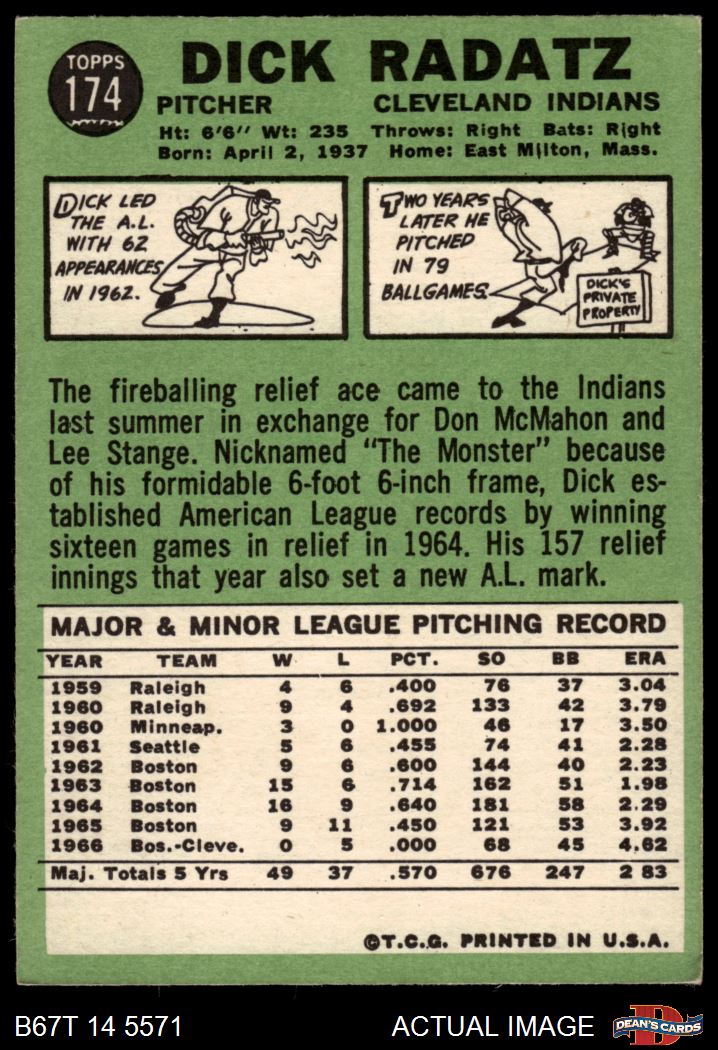 TOPPS
174
DICK RADATZ
PITCHER CLEVELAND INDIANS
Ht: 6'6" Wt: 235 Throws: Right Bats: Right
Born: April 2, 1937 Home: East Milton, Mass.
DICK LED
THE A.L.
WITH 62
APPEARANCES
IN 1962.
TWO YEARS
LATER HE
PITCHED
IN 79
BALLGAMES.
DICK'S
PRIVATE
PROPERTY
The fireballing relief ace came to the Indians
last summer in exchange for Don McMahon and
Lee Stange. Nicknamed "The Monster" because
of his formidable 6-foot 6-inch frame, Dick es-
tablished American League records by winning
sixteen games in relief in 1964. His 157 relief
innings that year also set a new A.L. mark.
MAJOR & MINOR LEAGUE PITCHING RECORD
YEAR TEAM W L PCT. SO BB ERA
1959 Raleigh 4 6 .400 76 37 3.04
1960 Raleigh 9 4 .692 133 42 3.79
1960 Minneap. 3 0 1.000 46 17 3.50
1961 Seattle 5 6 .455 74 41 2.28
1962 Boston 9 6 .600 144 40 2.23
1963 Boston 15 6 .714 162 51 1.98
1964 Boston 16 9 .640 181 58 2.29
1965 Boston 9 11 .450 121 53 3.92
1966 Bos.-Cleve. 0 5 .000 68 45 4.62
Maj. Totals 5 Yrs 49 37 .570 676 247 2 83
©T.C.G. PRINTED IN U.S.A.
B67T 14 5571 ACTUAL IMAGE DEAN'S CARDS